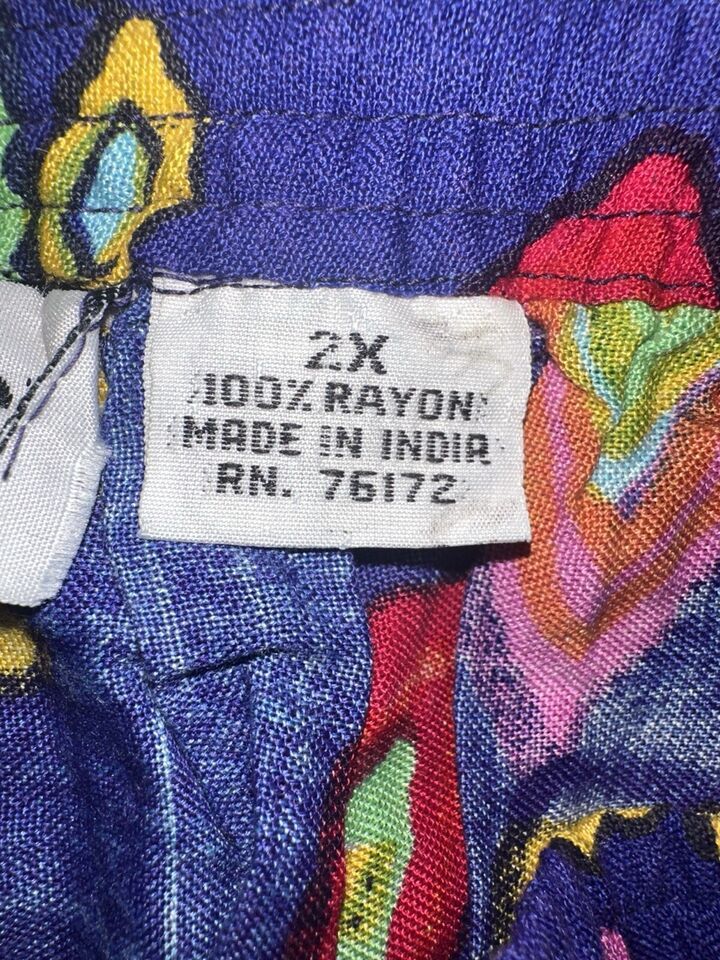 2X
100% RAYON
MADE IN INDIA
RN. 76172